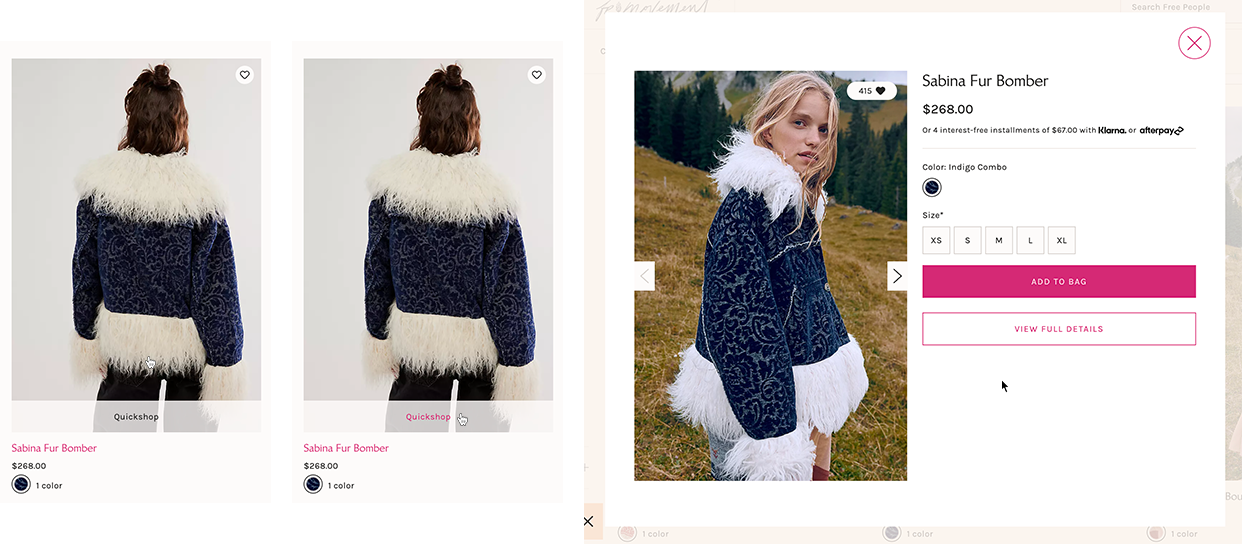 Quickshop
Sabina Fur Bomber
$268.00
1 color
Quickshop
Sabina Fur Bomber
$268.00
1 color
movement
Search Free People
415
Sabina Fur Bomber
$268.00
Or 4 interest-free installments of $67.00 with Klarna. or afterpay
Color: Indigo Combo
Size*
XS S M L XL
ADD TO BAG
VIEW FULL DETAILS
1 color
1 color
1 color